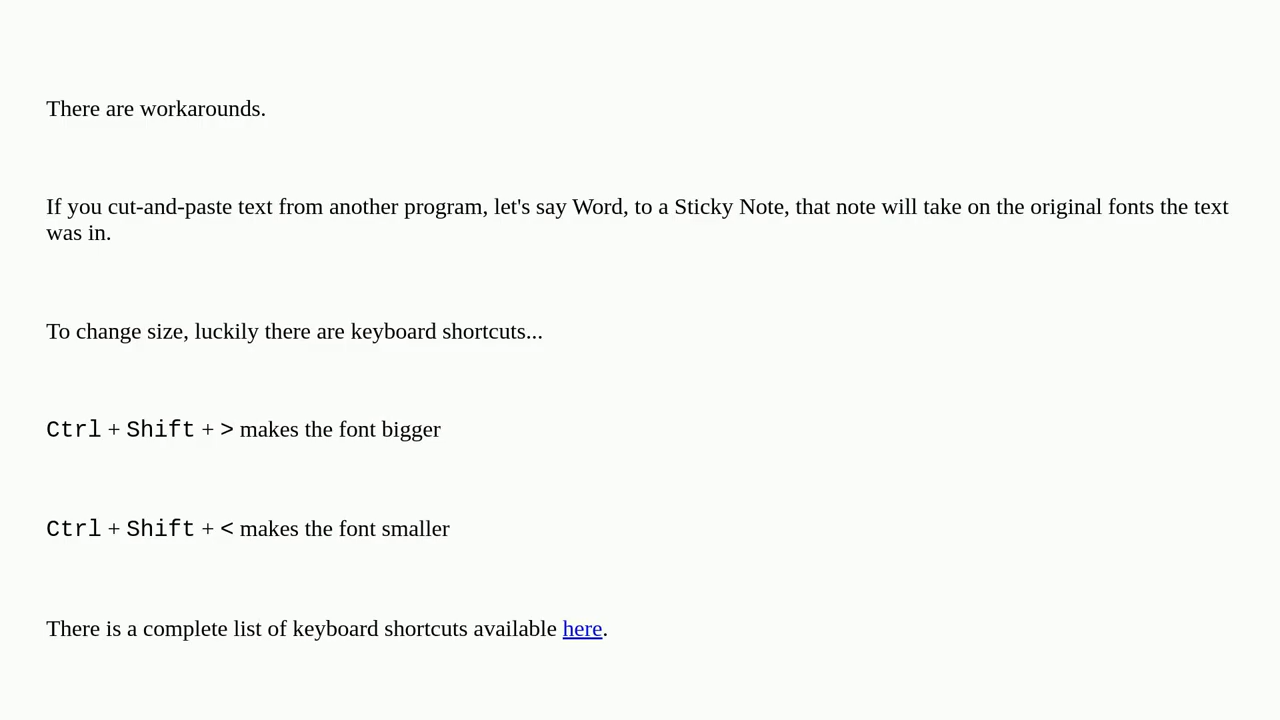 There are workarounds.
If you cut-and-paste text from another program, let's say Word, to a Sticky Note, that note will take on the original fonts the text
was in.
To change size, luckily there are keyboard shortcuts...
Ctrl + Shift + > makes the font bigger
Ctrl + Shift + < makes the font smaller
There is a complete list of keyboard shortcuts available here.